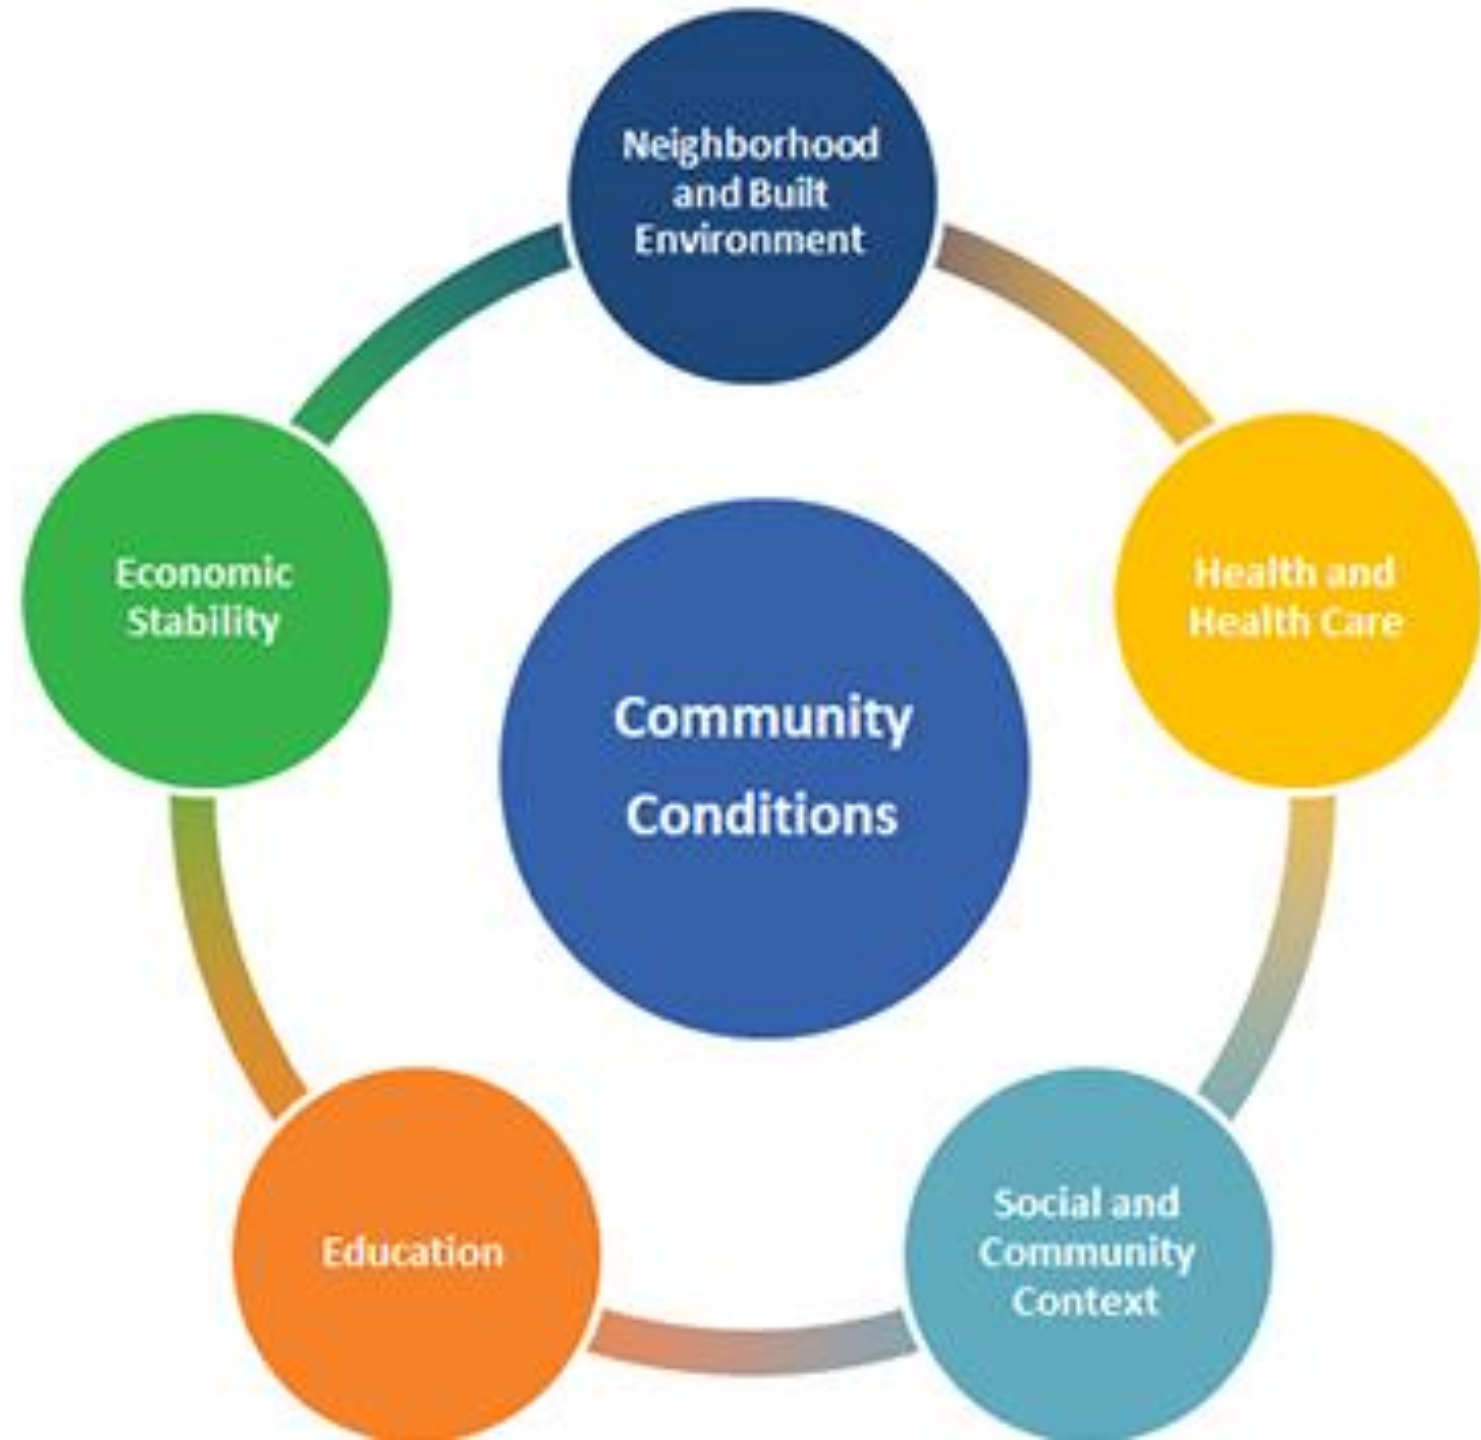 Neighborhood
and Built
Environment
Economic
Stability
Health and
Health Care
Community
Conditions
Education
Social and
Community
Context